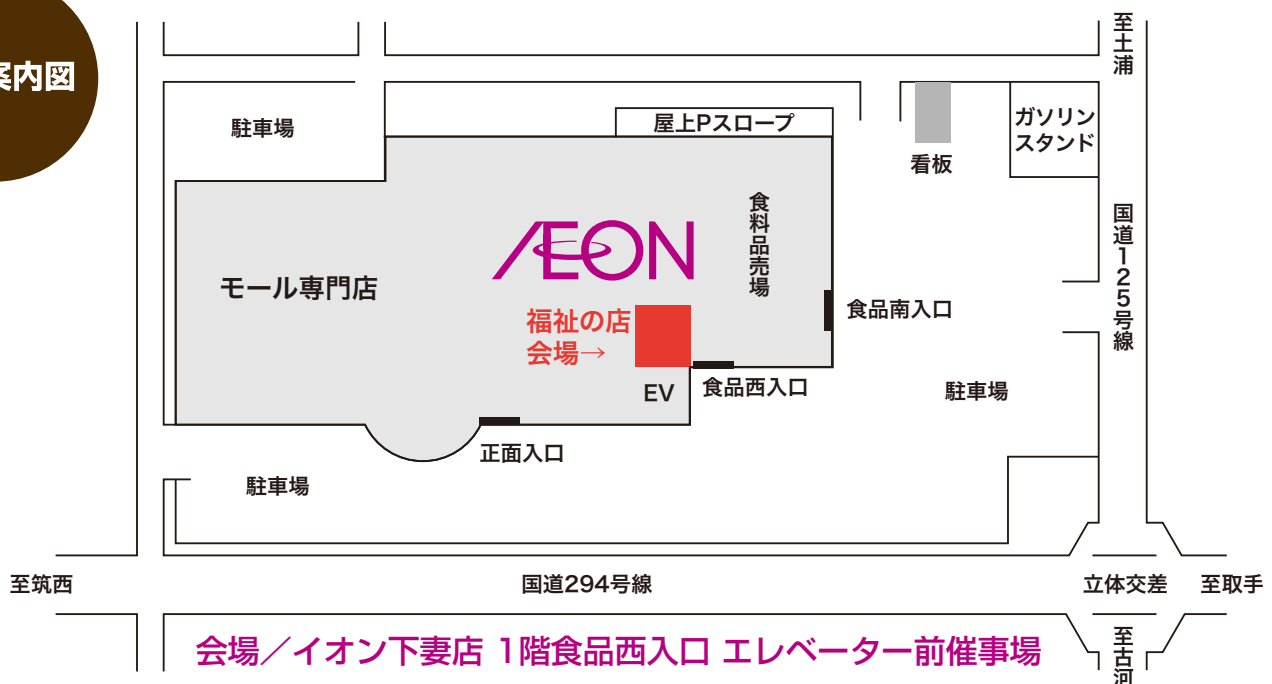 案内図
至土浦
駐車場
屋上Pスロープ
ガソリン
スタンド
看板
食料品売場
国道125号線
ÆON
モール専門店
食品南入口
福祉の店
会場→
EV
食品西入口
駐車場
正面入口
駐車場
至筑西
国道294号線
立体交差
至取手
会場／イオン下妻店 1階食品西入口 エレベーター前催事場
至古河